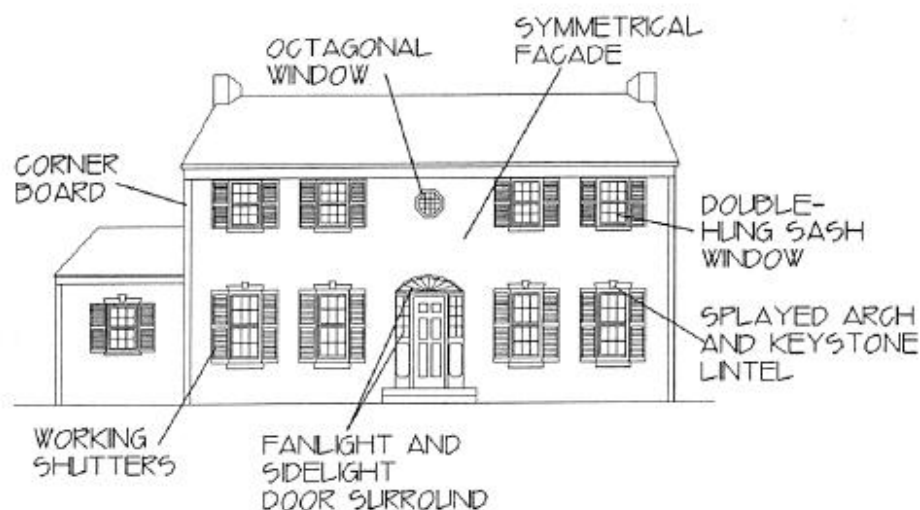 OCTAGONAL
WINDOW
SYMMETRICAL
FACADE
CORNER
BOARD
DOUBLE-
HUNG SASH
WINDOW
SPLAYED ARCH
AND KEYSTONE
LINTEL
WORKING
SHUTTERS
FANLIGHT AND
SIDELIGHT
DOOR SURROUND